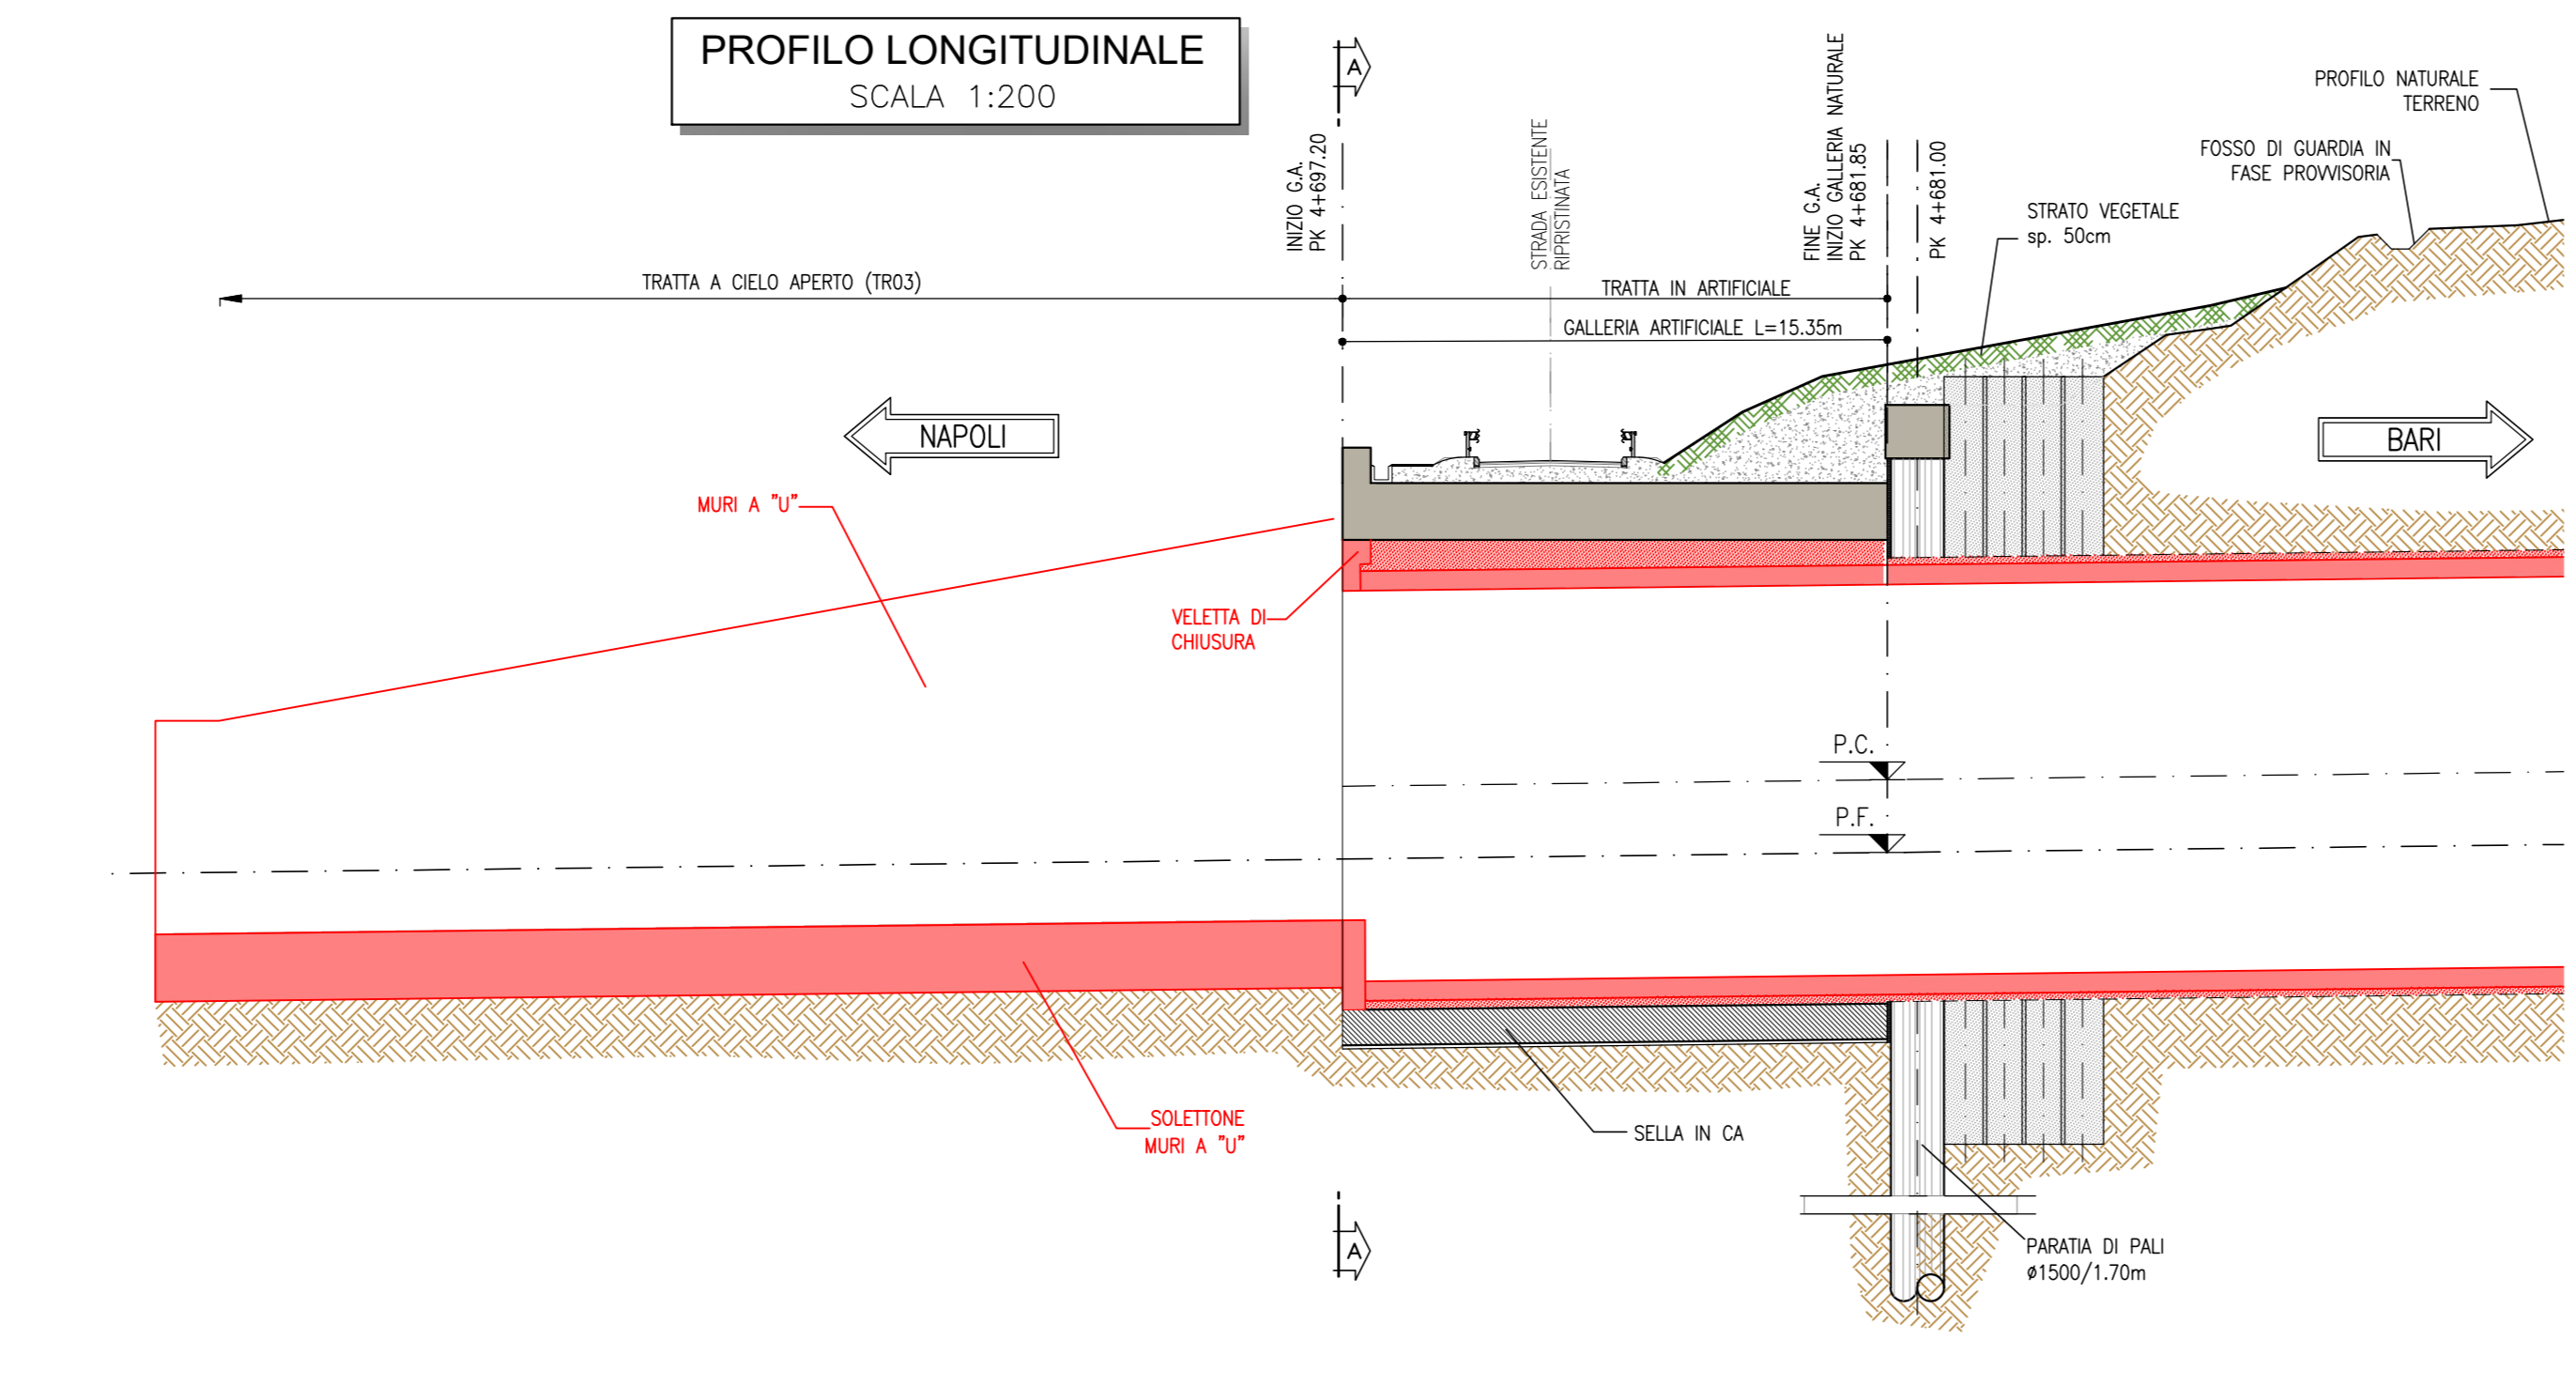 PROFILO LONGITUDINALE
SCALA 1:200
A
INIZIO G.A.
PK 4+697.20
STRADA ESISTENTE
RIPRISTINATA
FINE G.A.
INIZIO GALLERIA NATURALE
PK 4+681.85
PK 4+681.00
PROFILO NATURALE
TERRENO
FOSSO DI GUARDIA IN
FASE PROVVISORIA
STRATO VEGETALE
sp. 50cm
TRATTA A CIELO APERTO (TR03)
TRATTA IN ARTIFICIALE
GALLERIA ARTIFICIALE L=15.35m
NAPOLI
BARI
MURI A "U"
VELETTA DI
CHIUSURA
P.C.
P.F.
SOLETTONE
MURI A "U"
SELLA IN CA
A
PARATIA DI PALI
ø1500/1.70m